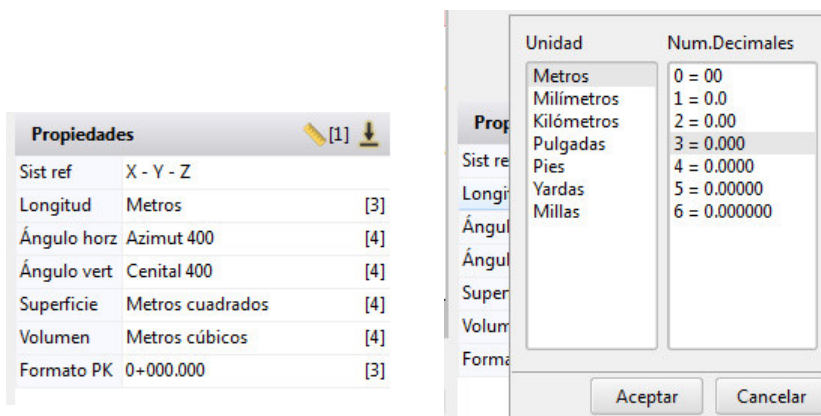 Propiedades [1]
Sist ref X - Y - Z
Longitud Metros [3]
Ángulo horz Azimut 400 [4]
Ángulo vert Cenital 400 [4]
Superficie Metros cuadrados [4]
Volumen Metros cúbicos [4]
Formato PK 0+000.000 [3]
Unidad Num.Decimales
Metros 0 = 00
Milímetros 1 = 0.0
Kilómetros 2 = 0.00
Pulgadas 3 = 0.000
Pies 4 = 0.0000
Yardas 5 = 0.00000
Millas 6 = 0.000000
Prop
Sist re
Longi
Ángul
Ángul
Super
Volum
Forma
Aceptar Cancelar